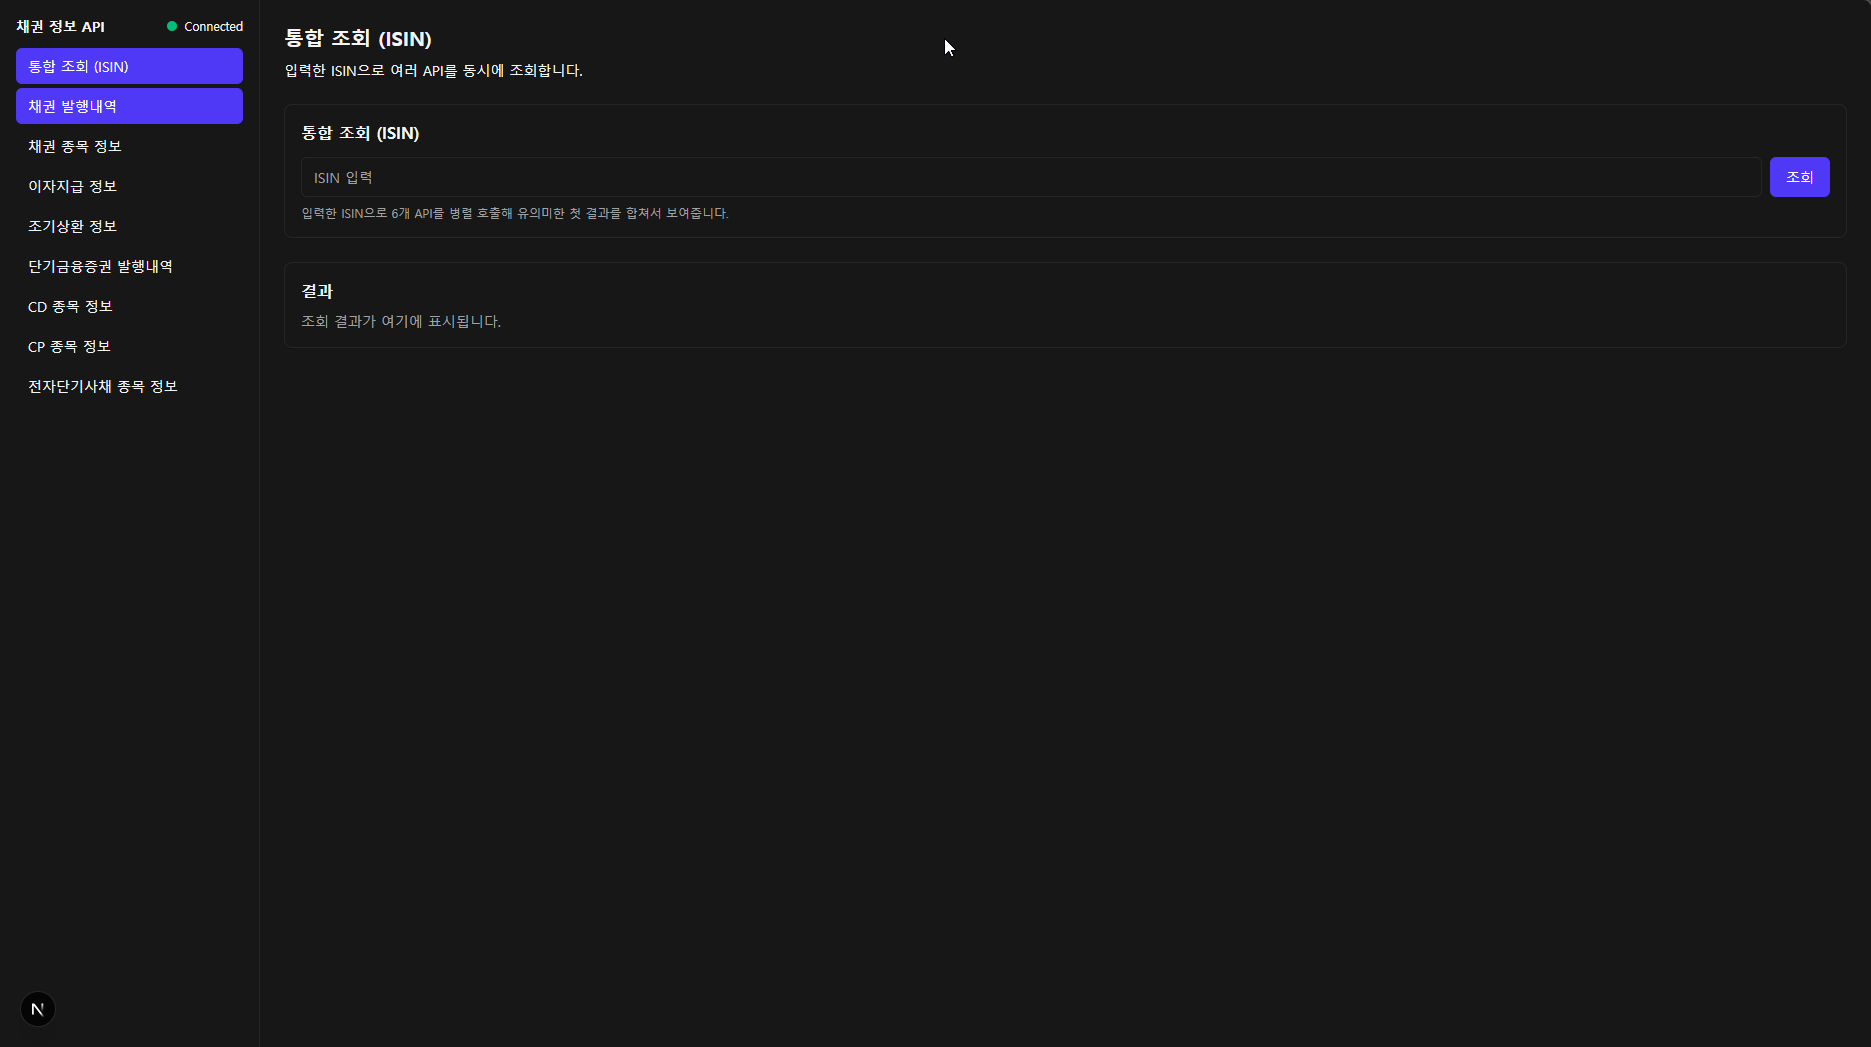 채권 정보 API
Connected
통합 조회 (ISIN)
채권 발행내역
채권 종목 정보
이자지급 정보
조기상환 정보
단기금융증권 발행내역
CD 종목 정보
CP 종목 정보
전자단기사채 종목 정보
N
통합 조회 (ISIN)
입력한 ISIN으로 여러 API를 동시에 조회합니다.
통합 조회 (ISIN)
ISIN 입력
조회
입력한 ISIN으로 6개 API를 병렬 호출해 유의미한 첫 결과를 합쳐서 보여줍니다.
결과
조회 결과가 여기에 표시됩니다.